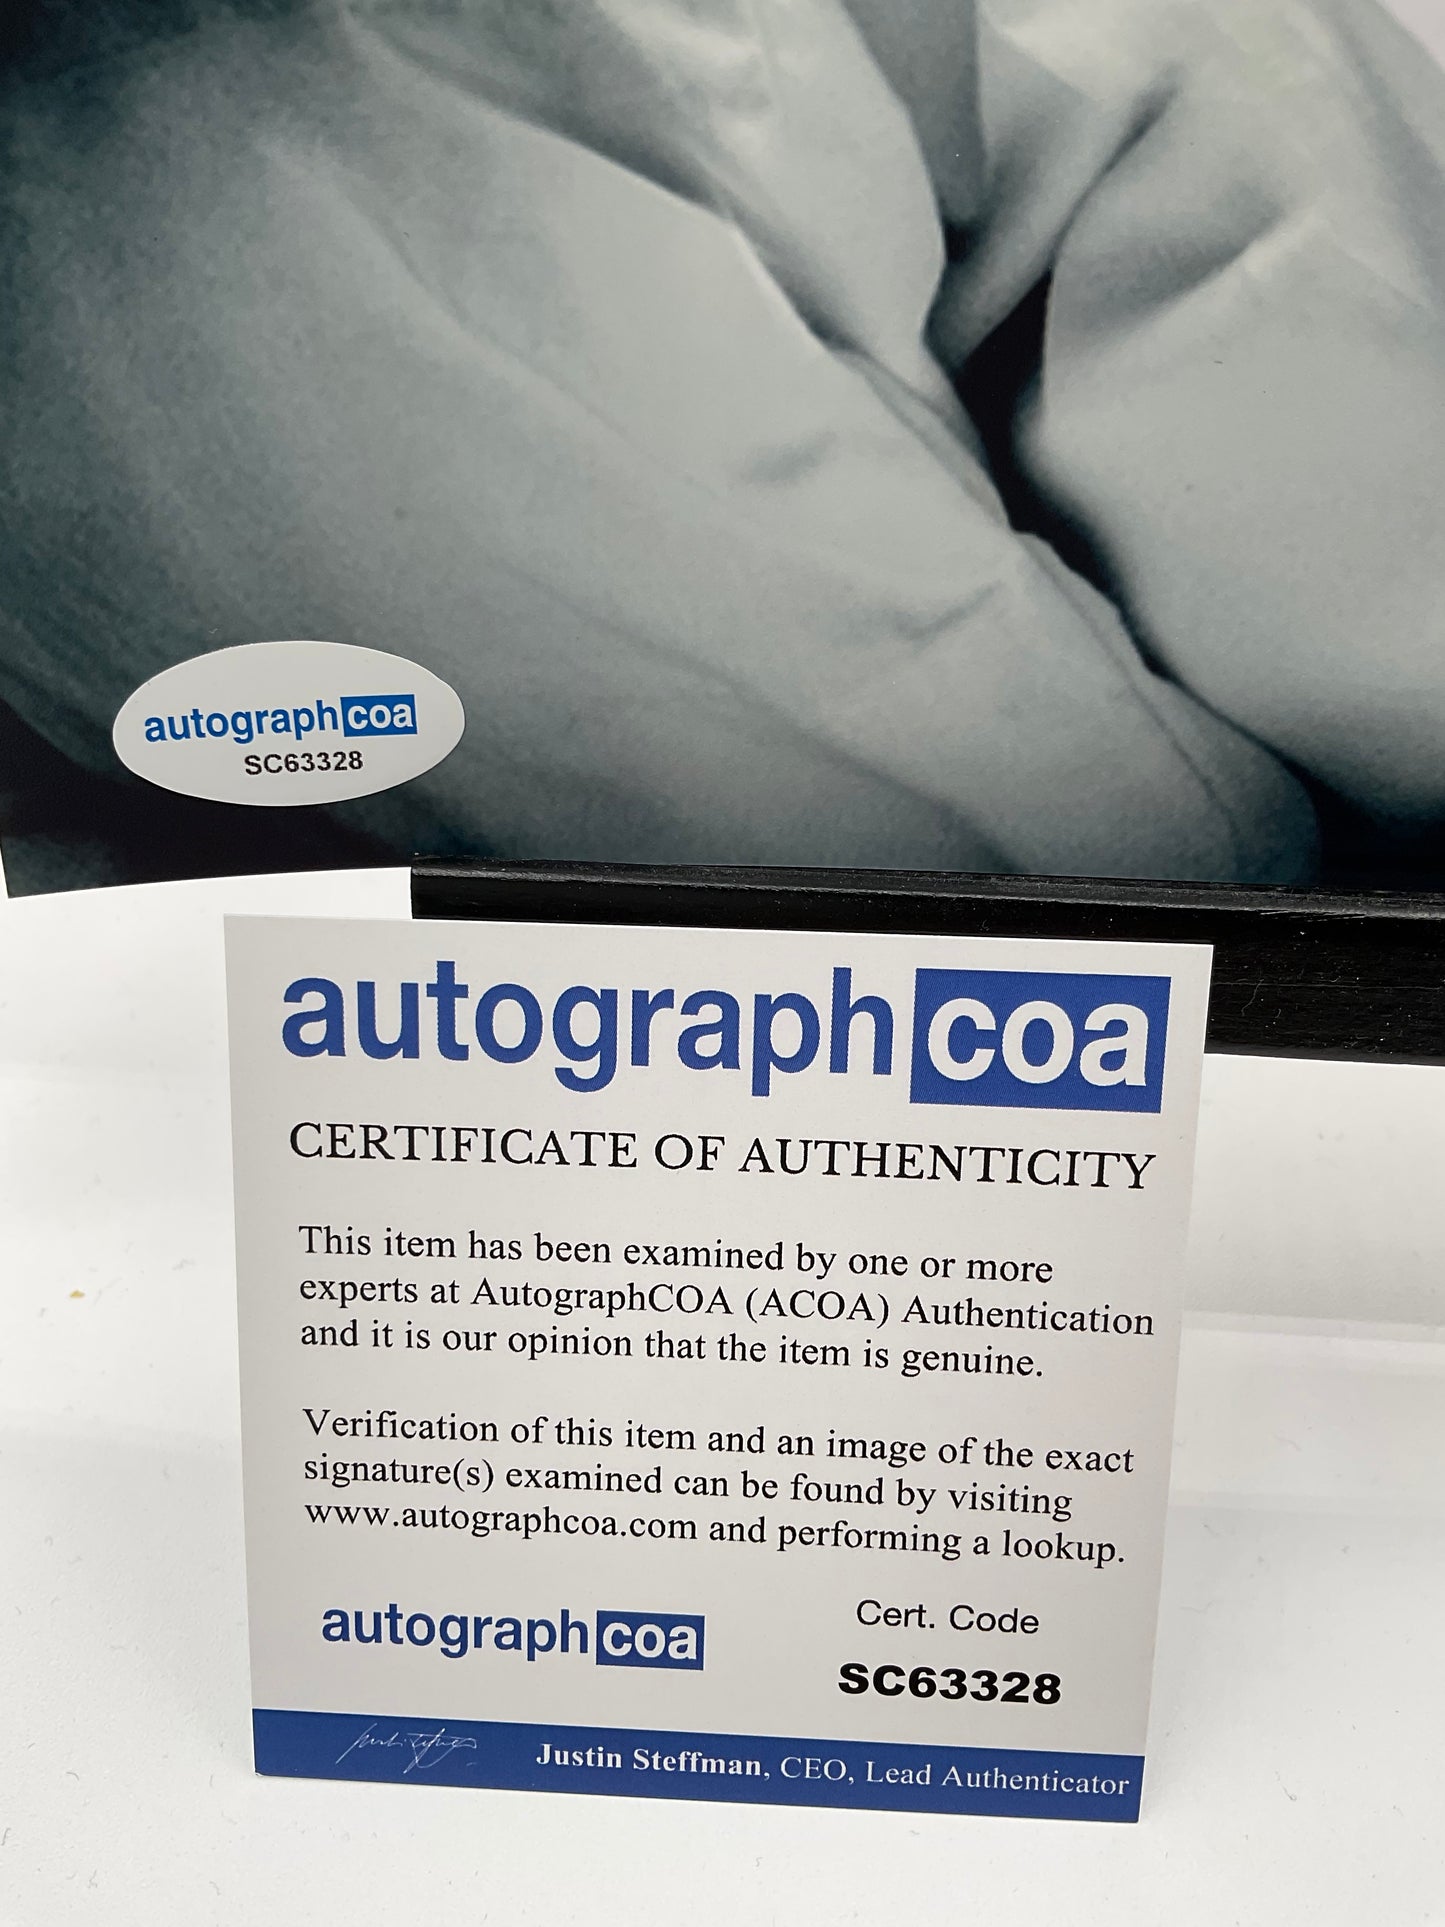 autographcoa
SC63328
autographcoa
CERTIFICATE OF AUTHENTICITY
This item has been examined by one or more
experts at AutographCOA (ACOA) Authentication
and it is our opinion that the item is genuine.
Verification of this item and an image of the exact
signature(s) examined can be found by visiting
www.autographcoa.com and performing a lookup.
autographcoa
Cert. Code
SC63328
Justin Steffman, CEO, Lead Authenticator